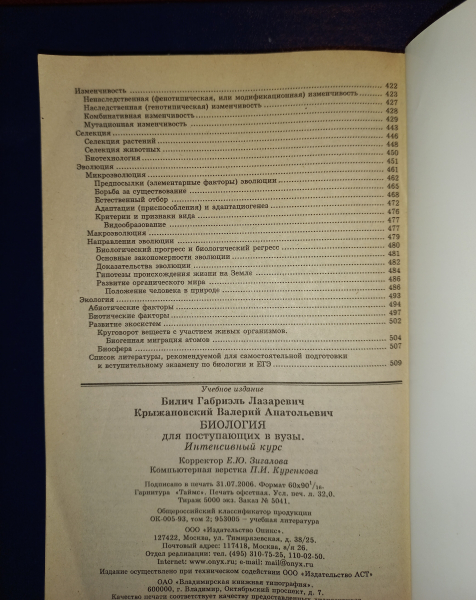 Изменчивость 422
Ненаследственная (фенотипическая, или модификационная) изменчивость 423
Наследственная (генотипическая) изменчивость 427
Комбинативная изменчивость 428
Мутационная изменчивость 429
Селекция 443
Селекция растений 446
Селекция животных 448
Биотехнология 450
Эволюция 451
Микроэволюция 461
Предпосылки (элементарные факторы) эволюции 462
Борьба за существование 465
Естественный отбор 468
Адаптации (приспособления) и адаптациогенез 472
Критерии и признаки вида 476
Видообразование 477
Макроэволюция 477
Направления эволюции 479
Биологический прогресс и биологический регресс 480
Основные закономерности эволюции 481
Доказательства эволюции 482
Гипотезы происхождения жизни на Земле 484
Развитие органического мира 486
Положение человека в природе 486
Экология 493
Абиотические факторы 494
Биотические факторы 497
Развитие экосистем 502
Круговорот веществ с участием живых организмов.
Биогенная миграция атомов 504
Биосфера 507
Список литературы, рекомендуемой для самостоятельной подготовки
к вступительному экзамену по биологии и ЕГЭ 509
Учебное издание
Билич Габриэль Лазаревич
Крыжановский Валерий Анатольевич
БИОЛОГИЯ
для поступающих в вузы.
Интенсивный курс
Корректор Е.Ю. Зигалова
Компьютерная верстка П.И. Куренкова
Подписано в печать 31.07.2006. Формат 60х90 1/16.
Гарнитура «Таймс». Печать офсетная. Усл. печ. л. 32,0.
Тираж 5000 экз. Заказ № 5041.
Общероссийский классификатор продукции
ОК-005-93, том 2; 953005 – учебная литература
ООО «Издательство Оникс».
127422, Москва, ул. Тимирязевская, д. 38/25.
Почтовый адрес: 117418, Москва, а/я 26.
Отдел реализации: тел. (495) 310-75-25, 110-02-50.
Internet: www.onyx.ru; e-mail: mail@onyx.ru
Издание осуществлено при техническом содействии ООО «Издательство АСТ»
ОАО «Владимирская книжная типография».
600000, г. Владимир, Октябрьский проспект, д. 7.
Качество печати соответствует качеству предоставленных